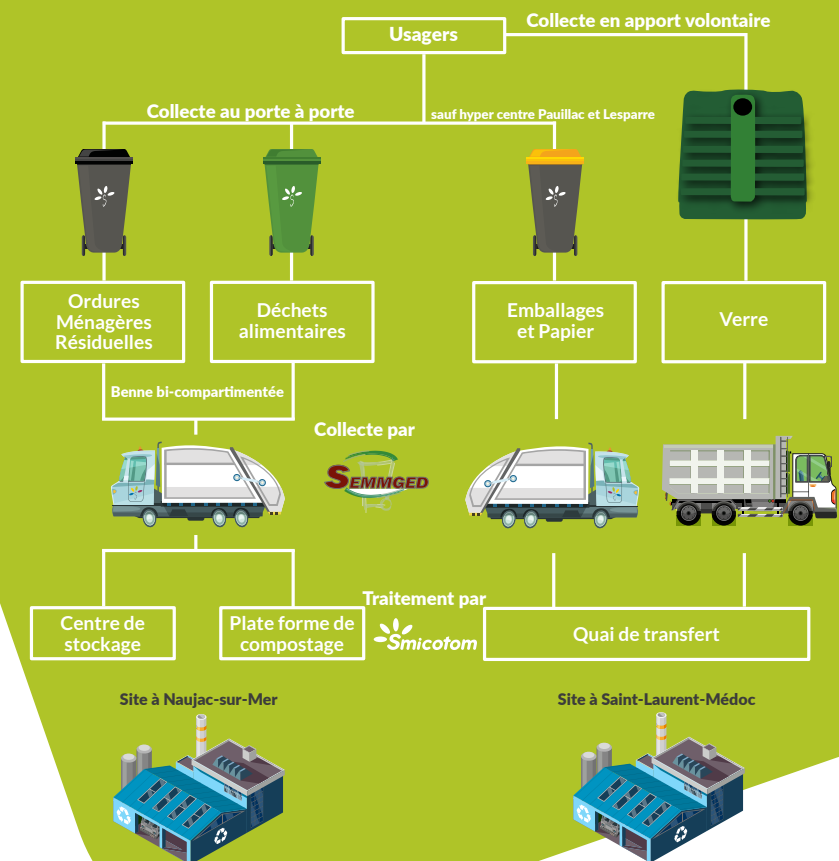 Collecte en apport volontaire
Usagers
Collecte au porte à porte
sauf hyper centre Pauillac et Lesparre
Ordures
Ménagères
Résiduelles
Déchets
alimentaires
Emballages
et Papier
Verre
Benne bi-compartimentée
Collecte par
SEMMGED
Traitement par
Smicotom
Centre de
stockage
Plate forme de
compostage
Quai de transfert
Site à Naujac-sur-Mer
Site à Saint-Laurent-Médoc